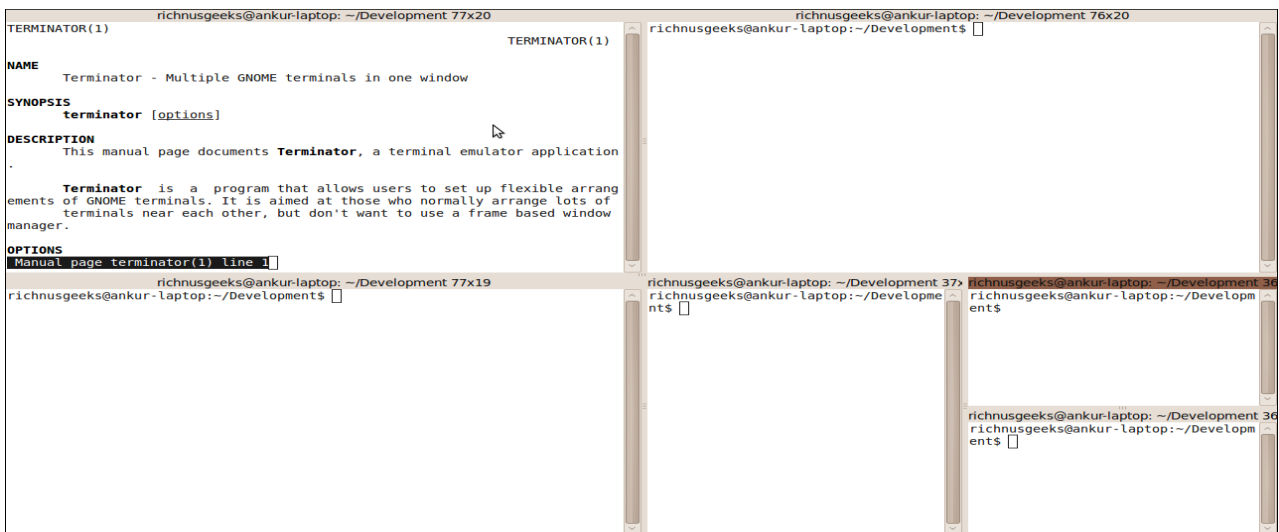 richnusgeeks@ankur-laptop: ~/Development 77x20
TERMINATOR(1)
TERMINATOR(1)
NAME
Terminator - Multiple GNOME terminals in one window
SYNOPSIS
terminator [options]
DESCRIPTION
This manual page documents Terminator, a terminal emulator application
.
Terminator is a program that allows users to set up flexible arrang
ements of GNOME terminals. It is aimed at those who normally arrange lots of
terminals near each other, but don't want to use a frame based window
manager.
OPTIONS
Manual page terminator(1) line 1
richnusgeeks@ankur-laptop: ~/Development 76x20
richnusgeeks@ankur-laptop:~/Development$
richnusgeeks@ankur-laptop: ~/Development 77x19
richnusgeeks@ankur-laptop:~/Development$
richnusgeeks@ankur-laptop: ~/Development 37x
richnusgeeks@ankur-laptop:~/Developme
nt$
richnusgeeks@ankur-laptop: ~/Development 36
richnusgeeks@ankur-laptop:~/Developm
ent$
richnusgeeks@ankur-laptop: ~/Development 36
richnusgeeks@ankur-laptop:~/Developm
ent$